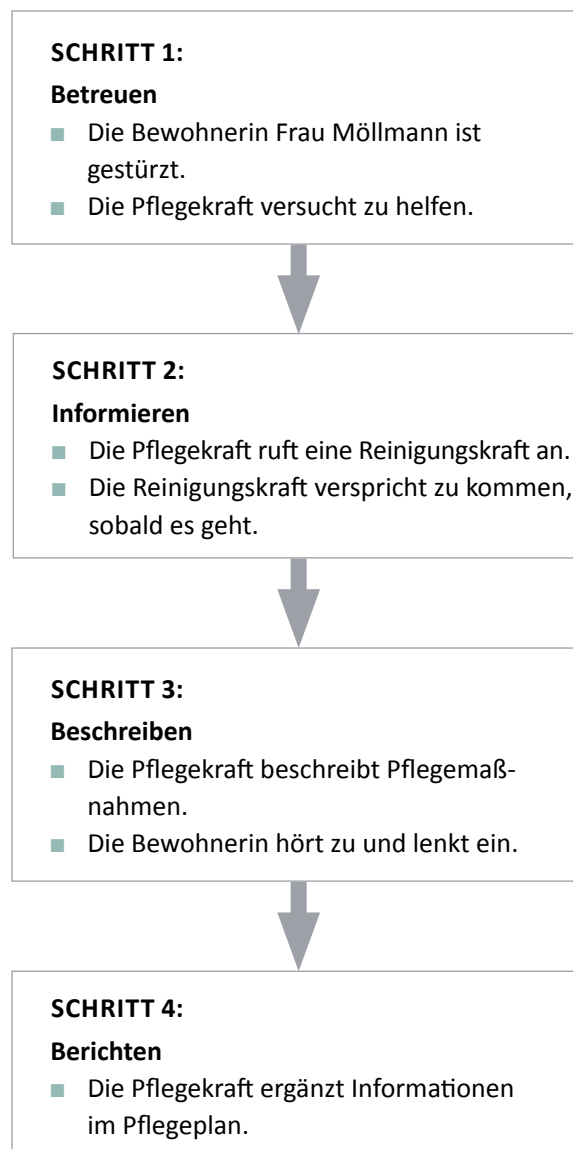 SCHRITT 1:
Betreuen
Die Bewohnerin Frau Möllmann ist
gestürzt.
Die Pflegekraft versucht zu helfen.
SCHRITT 2:
Informieren
Die Pflegekraft ruft eine Reinigungskraft an.
Die Reinigungskraft verspricht zu kommen,
sobald es geht.
SCHRITT 3:
Beschreiben
Die Pflegekraft beschreibt Pflegemaß-
nahmen.
Die Bewohnerin hört zu und lenkt ein.
SCHRITT 4:
Berichten
Die Pflegekraft ergänzt Informationen
im Pflegeplan.